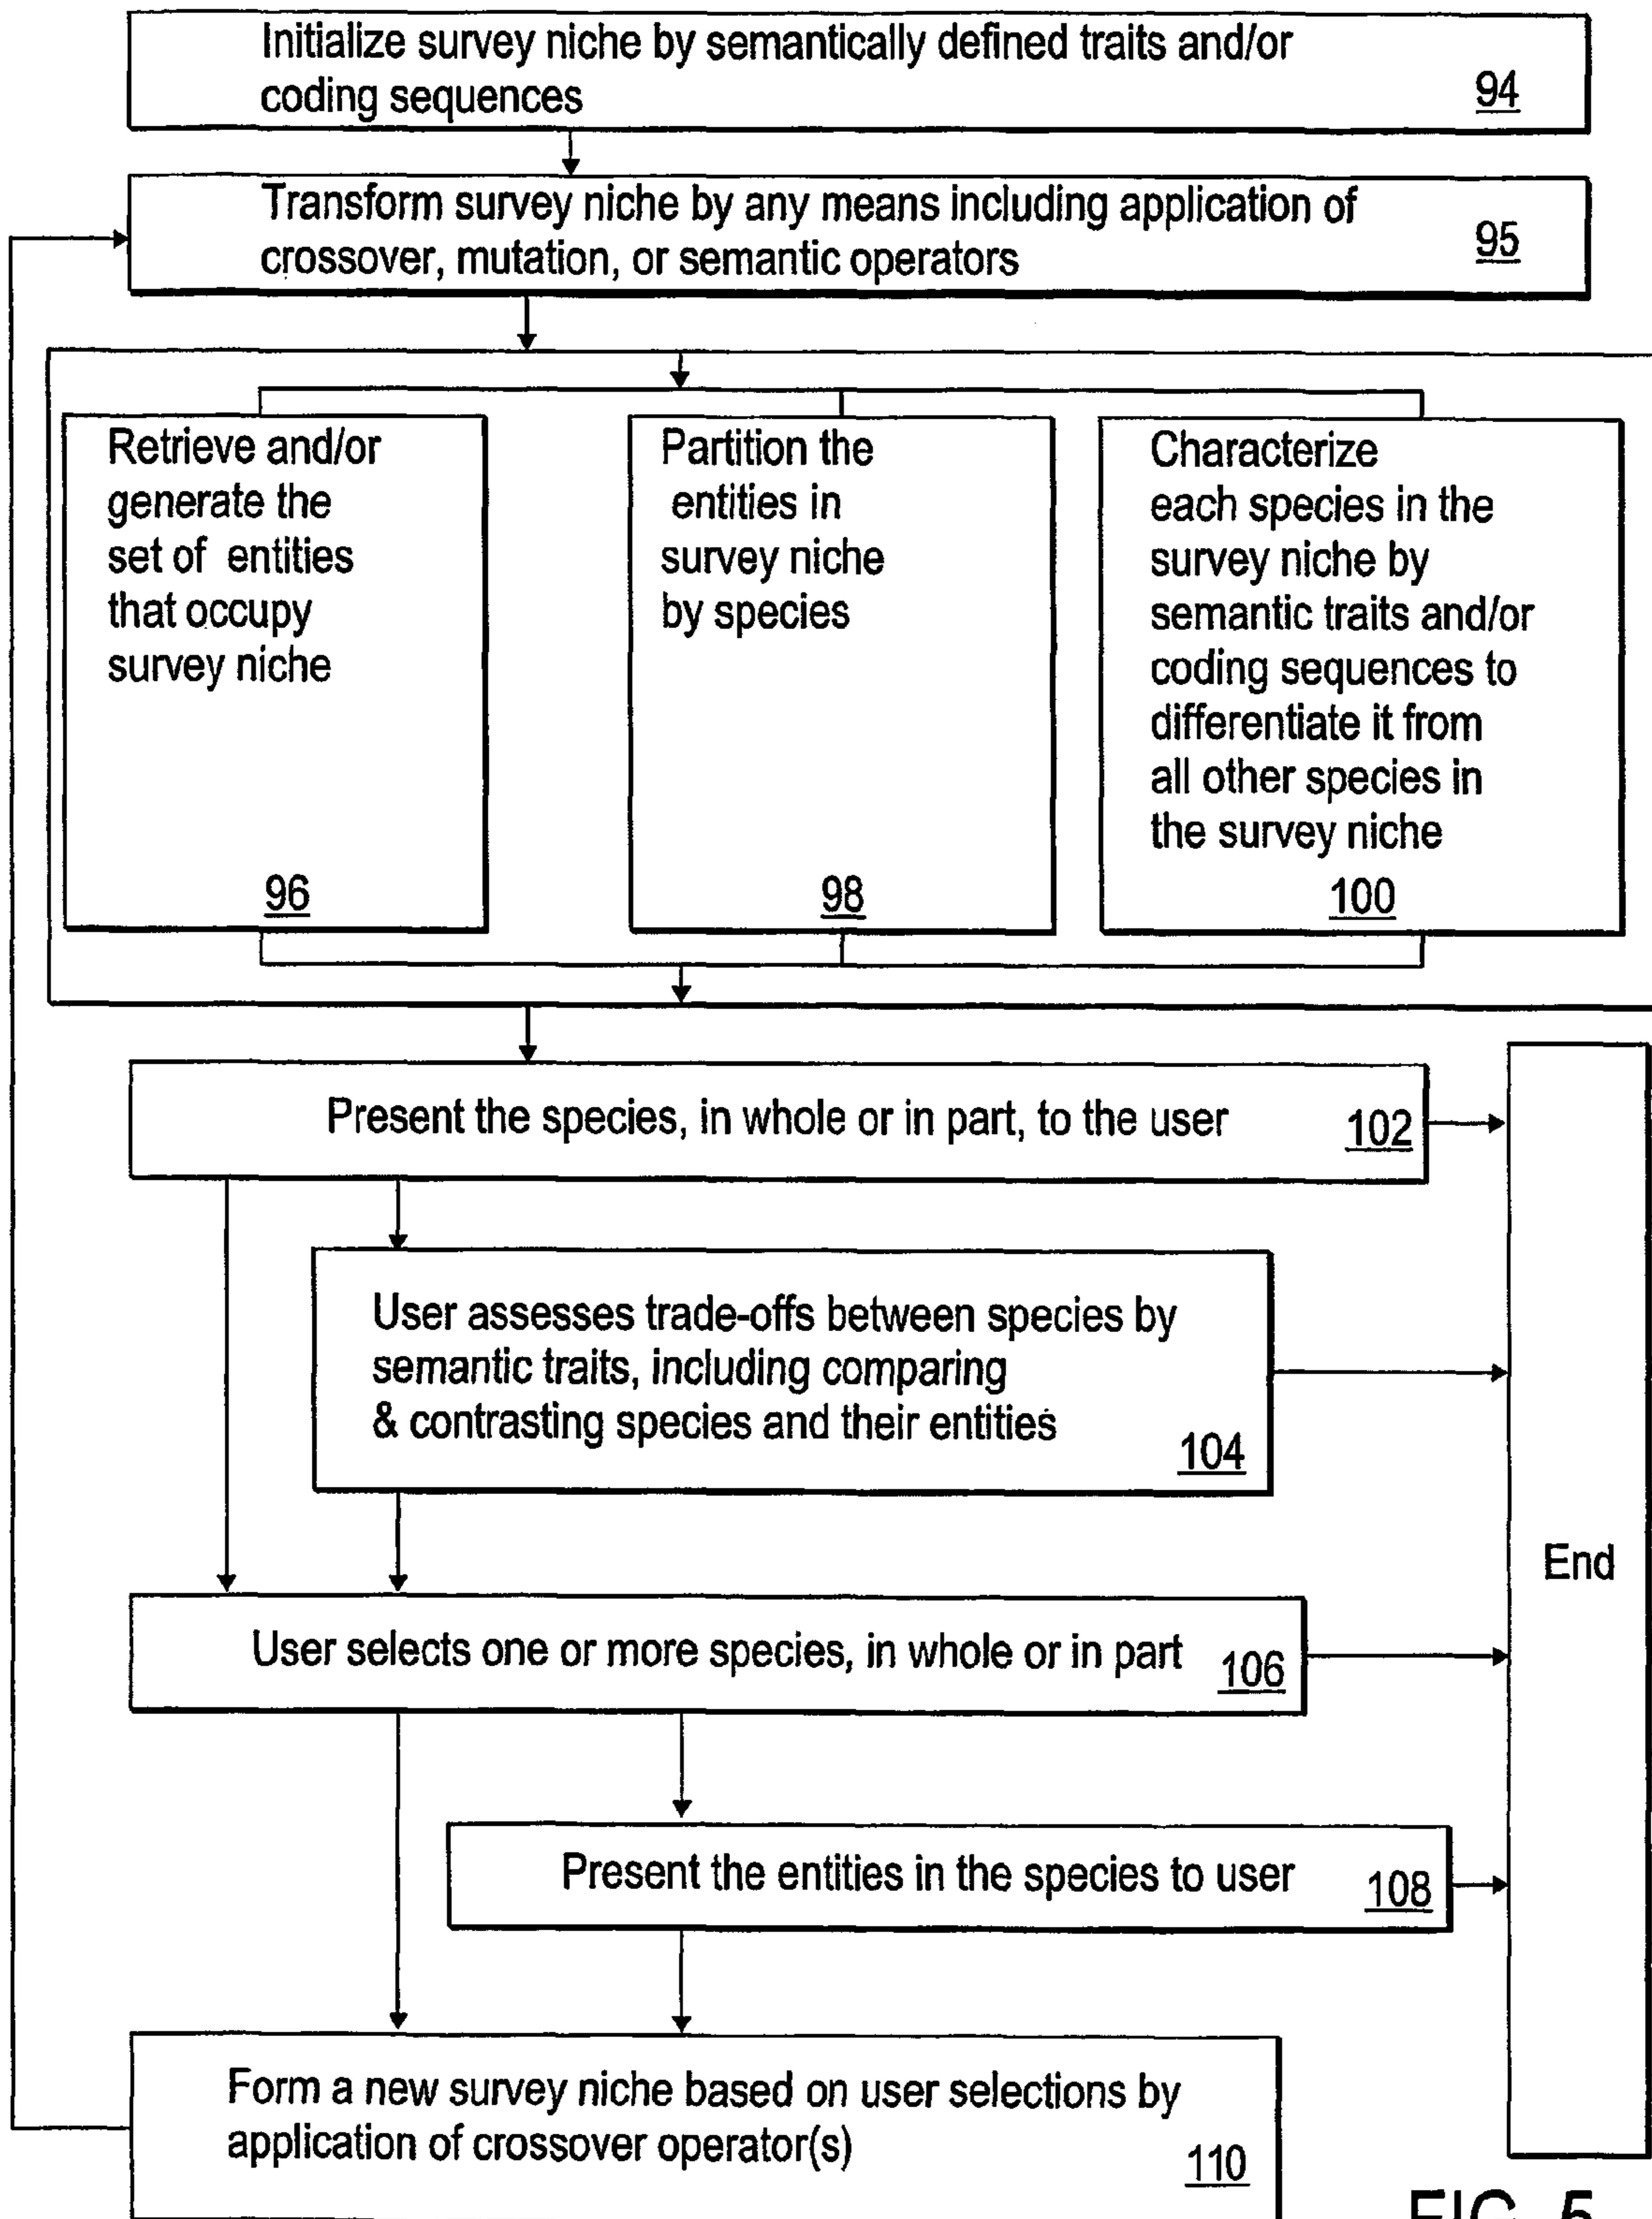 Initialize survey niche by semantically defined traits and/or
coding sequences
94
Transform survey niche by any means including application of
crossover, mutation, or semantic operators
95
Retrieve and/or
generate the
set of entities
that occupy
survey niche
96
Partition the
entities in
survey niche
by species
98
Characterize
each species in the
survey niche by
semantic traits and/or
coding sequences to
differentiate it from
all other species in
the survey niche
100
Present the species, in whole or in part, to the user
102
User assesses trade-offs between species by
semantic traits, including comparing
& contrasting species and their entities
104
End
User selects one or more species, in whole or in part
106
Present the entities in the species to user
108
Form a new survey niche based on user selections by
application of crossover operator(s)
110
FIG. 5